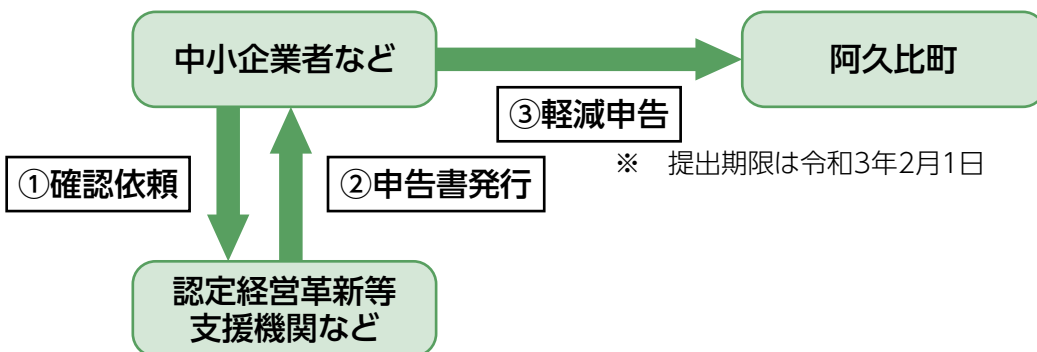 中小企業者など
阿久比町
③軽減申告
※　提出期限は令和3年2月1日
①確認依頼
②申告書発行
認定経営革新等
支援機関など